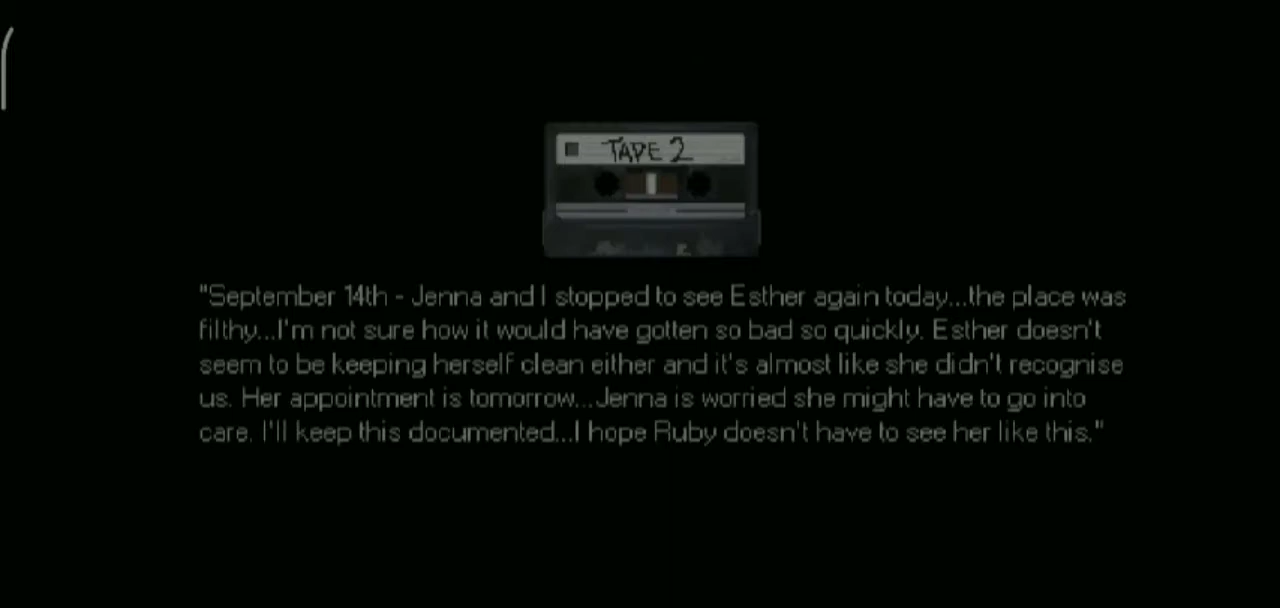 TAPE 2
"September 14th - Jenna and I stopped to see Esther again today...the place was
filthy...I'm not sure how it would have gotten so bad so quickly. Esther doesn't
seem to be keeping herself clean either and it's almost like she didn't recognise
us. Her appointment is tomorrow...Jenna is worried she might have to go into
care. I'll keep this documented...I hope Ruby doesn't have to see her like this."